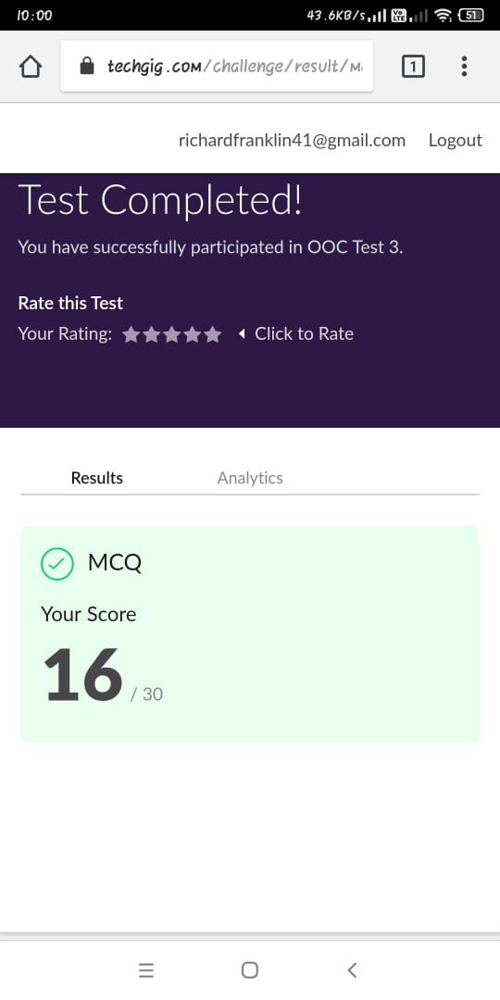 10:00 43.6KB/s Vo LTE 51
techgig.com/challenge/result/M
1
richardfranklin41@gmail.com Logout
Test Completed!
You have successfully participated in OOC Test 3.
Rate this Test
Your Rating: Click to Rate
Results Analytics
MCQ
Your Score
16 / 30